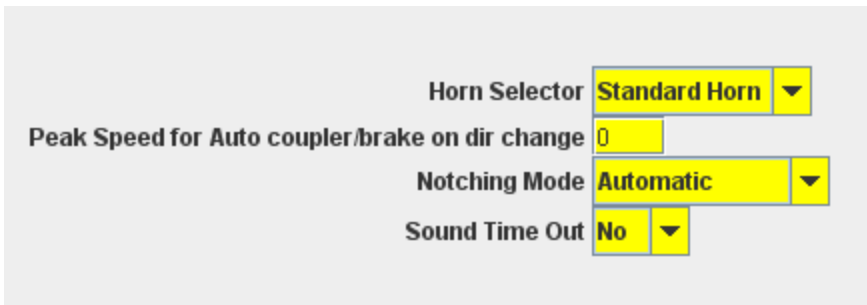 Horn Selector Standard Horn
Peak Speed for Auto coupler/brake on dir change 0
Notching Mode Automatic
Sound Time Out No